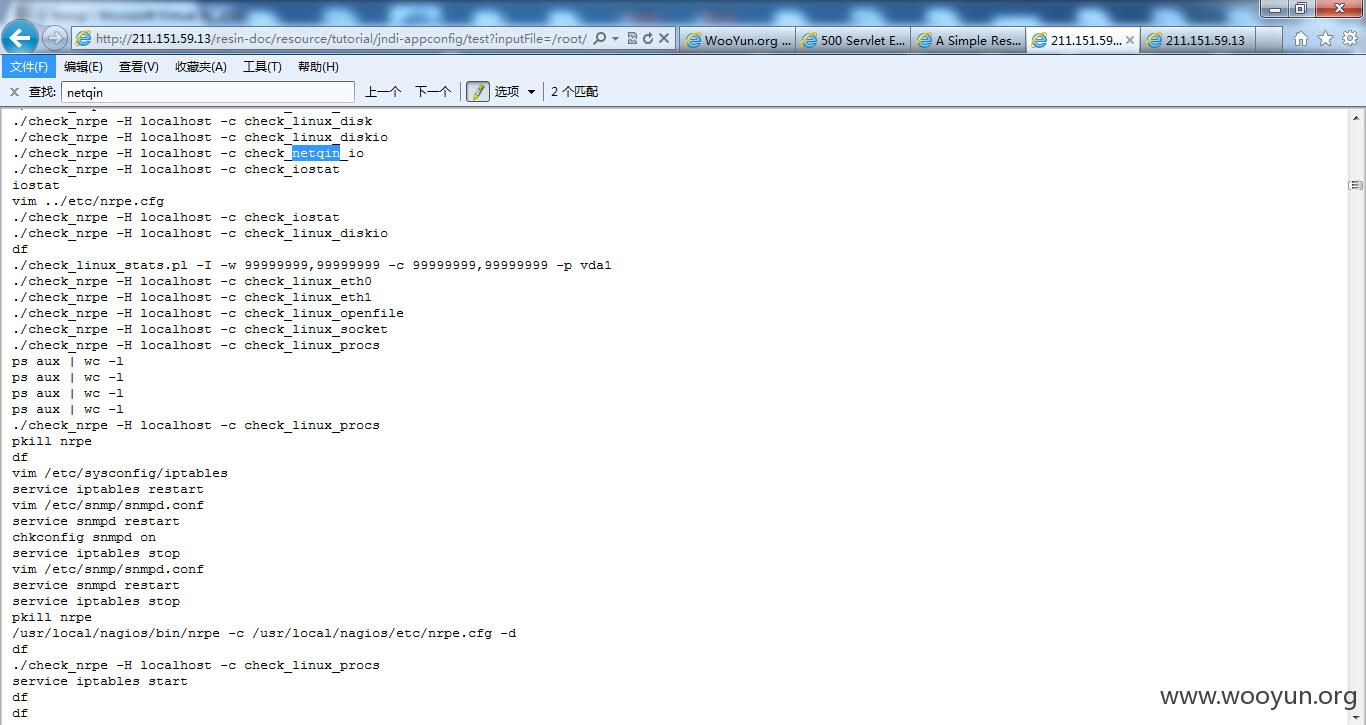 http://211.151.59.13/resin-doc/resource/tutorial/jndi-appconfig/test?inputFile=/root/
WooYun.org ...
500 Servlet E...
A Simple Res...
211.151.59...
211.151.59.13
文件(F) 编辑(E) 查看(V) 收藏夹(A) 工具(T) 帮助(H)
查找: netqin 上一个 下一个 选项 2 个匹配
./check_nrpe -H localhost -c check_linux_disk
./check_nrpe -H localhost -c check_linux_diskio
./check_nrpe -H localhost -c check_netqin_io
./check_nrpe -H localhost -c check_iostat
iostat
vim ../etc/nrpe.cfg
./check_nrpe -H localhost -c check_iostat
./check_nrpe -H localhost -c check_linux_diskio
df
./check_linux_stats.pl -I -w 99999999,99999999 -c 99999999,99999999 -p vda1
./check_nrpe -H localhost -c check_linux_eth0
./check_nrpe -H localhost -c check_linux_eth1
./check_nrpe -H localhost -c check_linux_openfile
./check_nrpe -H localhost -c check_linux_socket
./check_nrpe -H localhost -c check_linux_procs
ps aux | wc -l
ps aux | wc -l
ps aux | wc -l
ps aux | wc -l
./check_nrpe -H localhost -c check_linux_procs
pkill nrpe
df
vim /etc/sysconfig/iptables
service iptables restart
vim /etc/snmp/snmpd.conf
service snmpd restart
chkconfig snmpd on
service iptables stop
vim /etc/snmp/snmpd.conf
service snmpd restart
service iptables stop
pkill nrpe
/usr/local/nagios/bin/nrpe -c /usr/local/nagios/etc/nrpe.cfg -d
df
./check_nrpe -H localhost -c check_linux_procs
service iptables start
df
df
www.wooyun.org